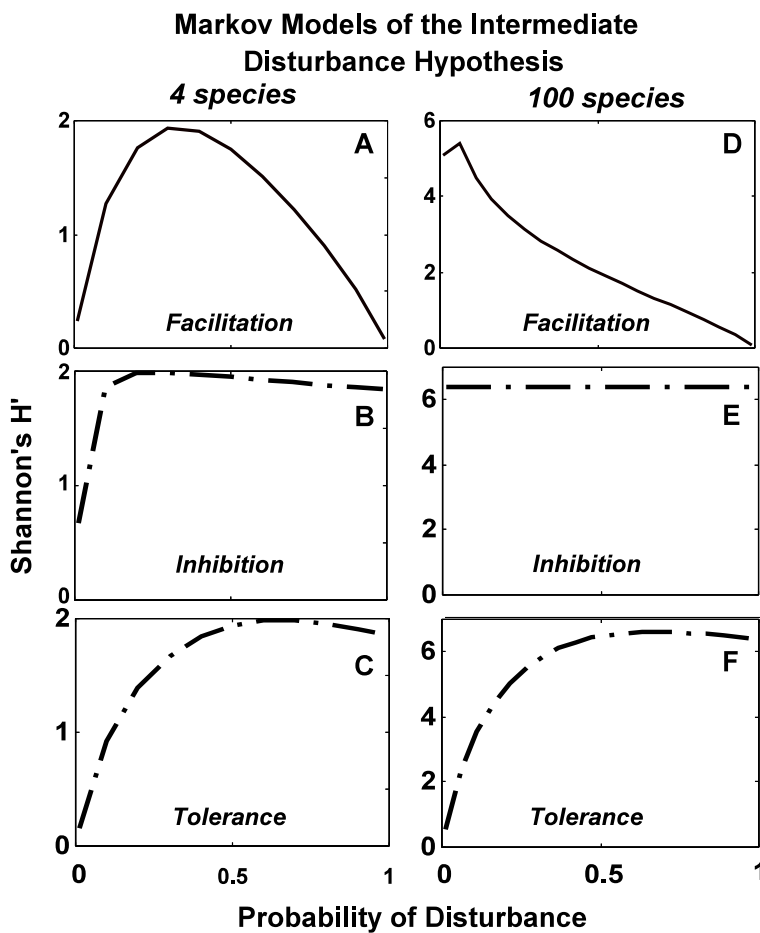 Markov Models of the Intermediate
Disturbance Hypothesis
4 species
100 species
2
1
0
A
Facilitation
6
4
2
0
D
Facilitation
Shannon's H'
2
1
0
B
Inhibition
6
4
2
0
E
Inhibition
2
1
0
C
Tolerance
0
0.5
1
6
4
2
0
F
Tolerance
0
0.5
1
Probability of Disturbance